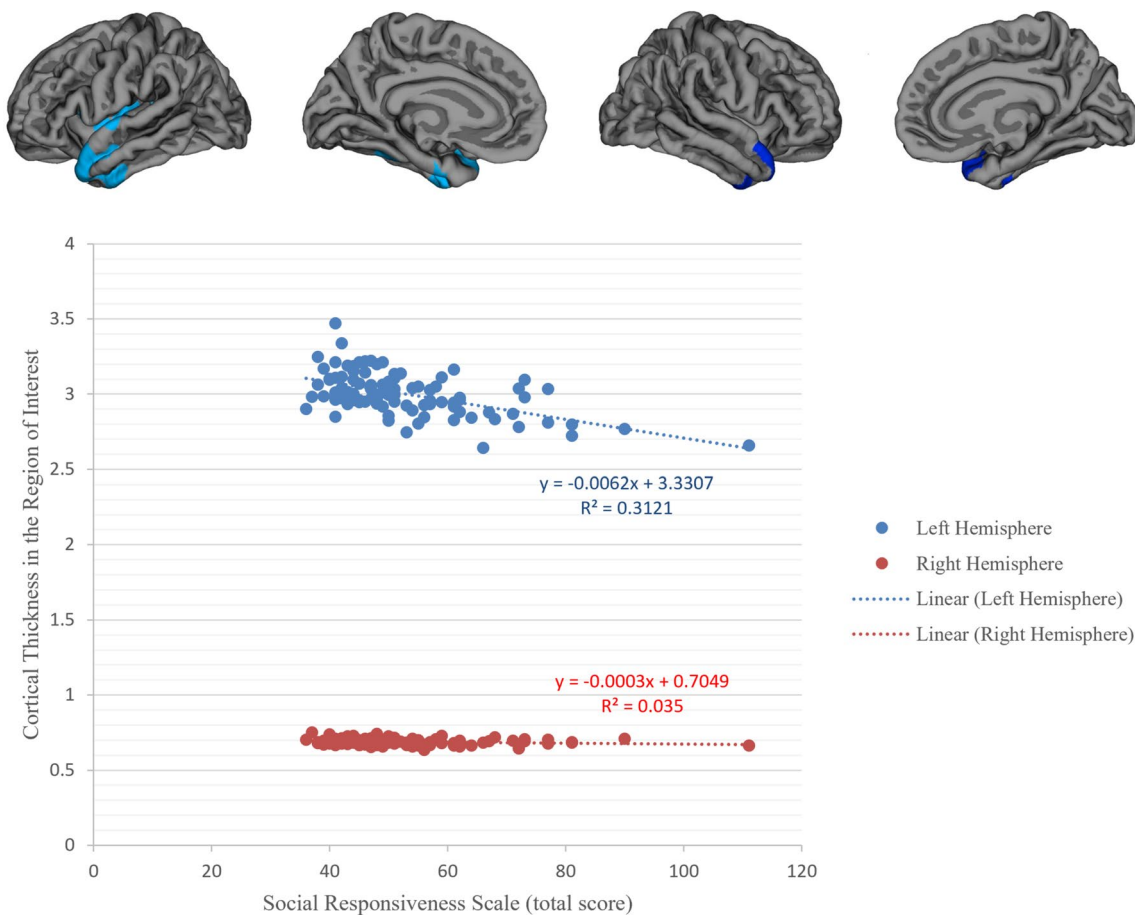 4
3.5
3
2.5
2
1.5
1
0.5
0
0
20
40
60
80
100
120
Cortical Thickness in the Region of Interest
Social Responsiveness Scale (total score)
y = -0.0062x + 3.3307
R² = 0.3121
y = -0.0003x + 0.7049
R² = 0.035
Left Hemisphere
Right Hemisphere
Linear (Left Hemisphere)
Linear (Right Hemisphere)